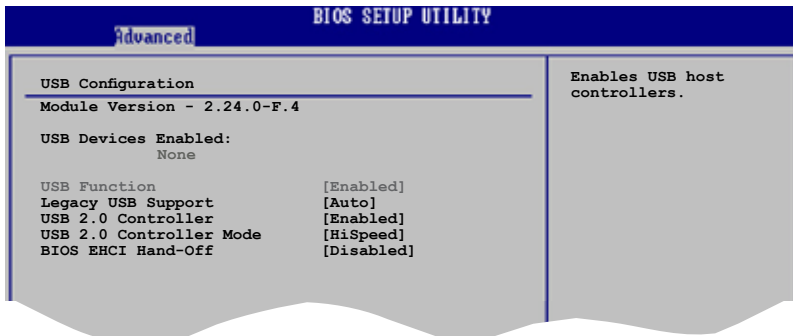 BIOS SETUP UTILITY
Advanced
USB Configuration
Module Version - 2.24.0-F.4
USB Devices Enabled:
None
USB Function [Enabled]
Legacy USB Support [Auto]
USB 2.0 Controller [Enabled]
USB 2.0 Controller Mode [HiSpeed]
BIOS EHCI Hand-Off [Disabled]
Enables USB host
controllers.